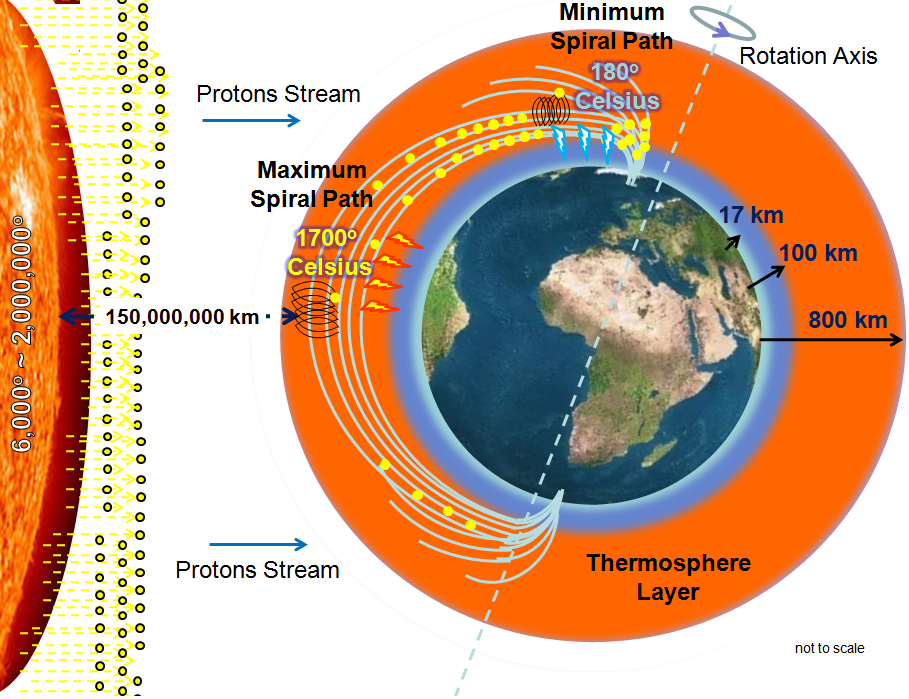 Minimum
Spiral Path
180°
Celsius
Rotation Axis
Protons Stream
Maximum
Spiral Path
1700°
Celsius
17 km
100 km
800 km
150,000,000 km
6,000° ~ 2,000,000°
Protons Stream
Thermosphere
Layer
not to scale